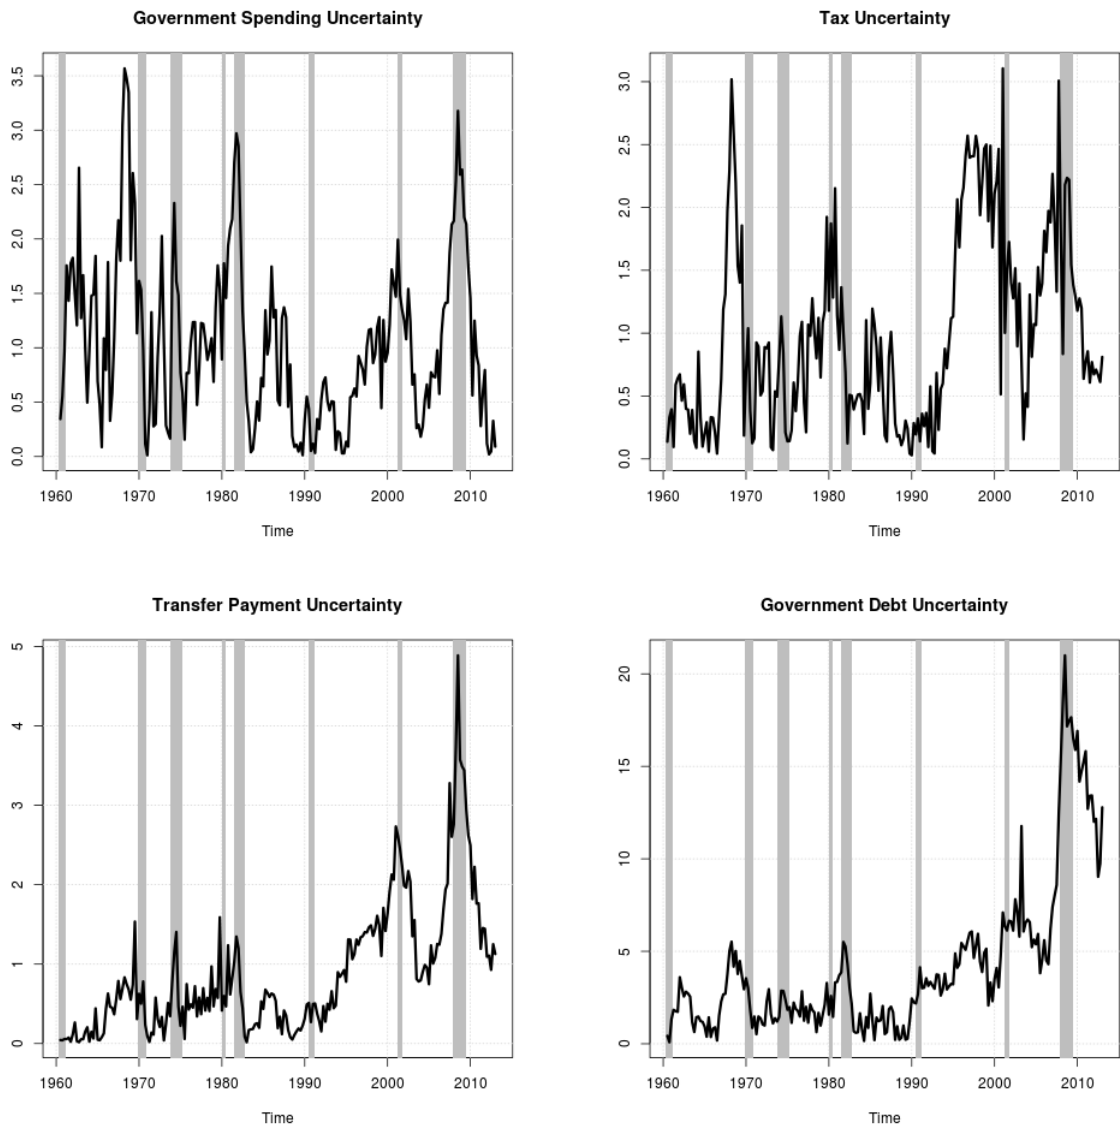 Government Spending Uncertainty
3.5
3.0
2.5
2.0
1.5
1.0
0.5
0.0
1960 1970 1980 1990 2000 2010
Time
Tax Uncertainty
3.0
2.5
2.0
1.5
1.0
0.5
0.0
1960 1970 1980 1990 2000 2010
Time
Transfer Payment Uncertainty
5
4
3
2
1
0
1960 1970 1980 1990 2000 2010
Time
Government Debt Uncertainty
20
15
10
5
0
1960 1970 1980 1990 2000 2010
Time